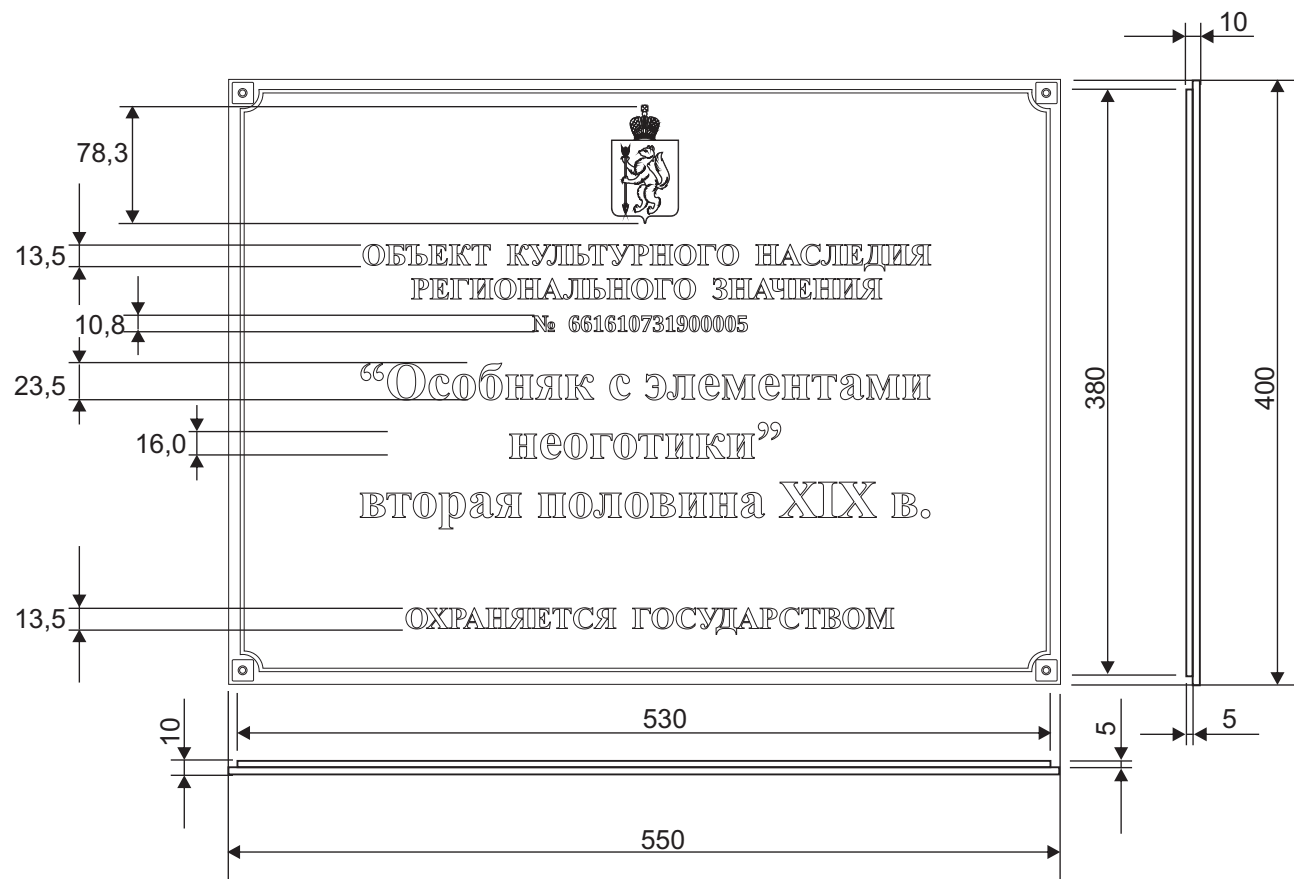 10
78,3
13,5
ОБЪЕКТ КУЛЬТУРНОГО НАСЛЕДИЯ
РЕГИОНАЛЬНОГО ЗНАЧЕНИЯ
10,8
№ 661610731900005
23,5
“Особняк с элементами
380
400
16,0
неоготики”
вторая половина XIX в.
13,5
ОХРАНЯЕТСЯ ГОСУДАРСТВОМ
10
530
5
5
550